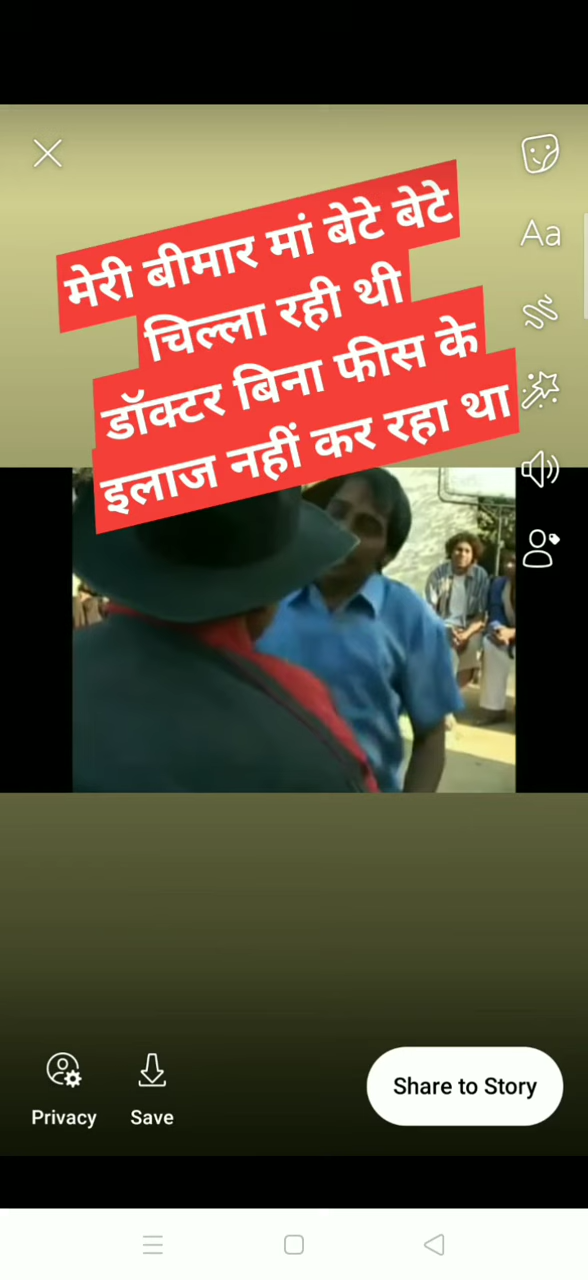 मेरी बीमार मां बेटे बेटे
चिल्ला रही थी
डॉक्टर बिना फीस के
इलाज नहीं कर रहा था
Aa
Privacy
Save
Share to Story